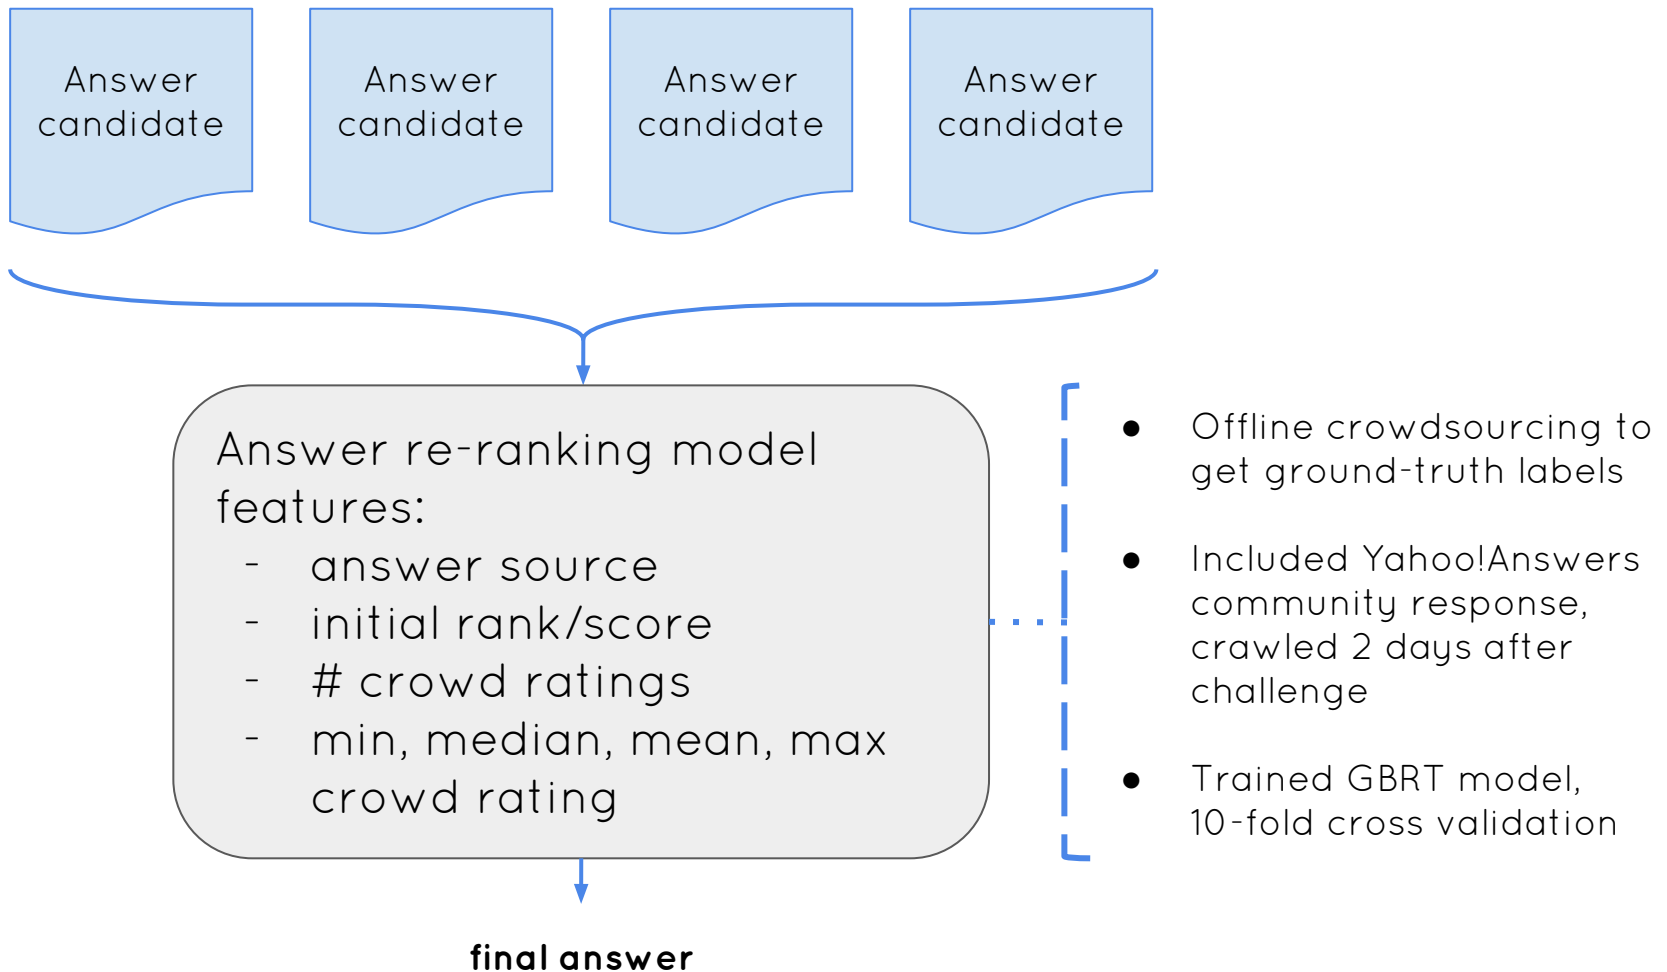 Answer
candidate
Answer
candidate
Answer
candidate
Answer
candidate
Answer re-ranking model
features:
- answer source
- initial rank/score
- # crowd ratings
- min, median, mean, max
crowd rating
● Offline crowdsourcing to
get ground-truth labels
● Included Yahoo!Answers
community response,
crawled 2 days after
challenge
● Trained GBRT model,
10-fold cross validation
final answer